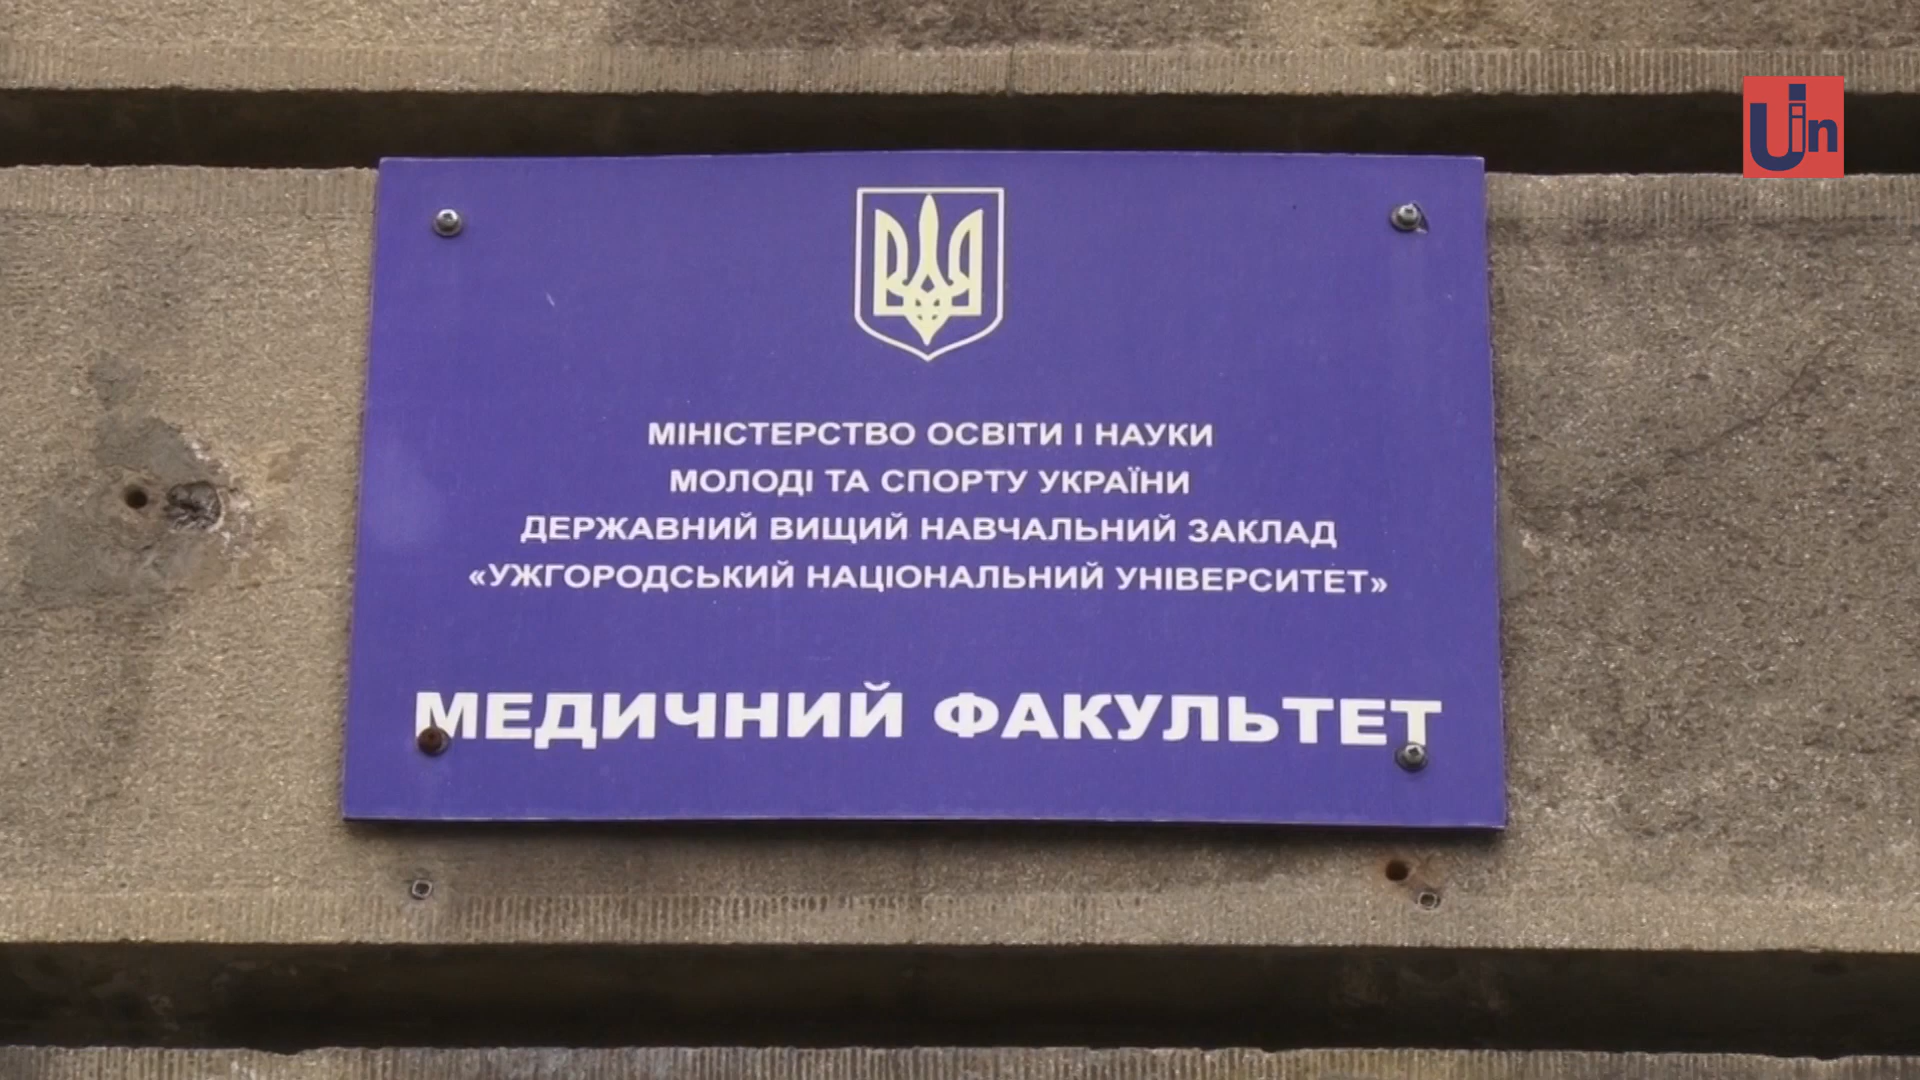 Uin
МІНІСТЕРСТВО ОСВІТИ І НАУКИ
МОЛОДІ ТА СПОРТУ УКРАЇНИ
ДЕРЖАВНИЙ ВИЩИЙ НАВЧАЛЬНИЙ ЗАКЛАД
«УЖГОРОДСЬКИЙ НАЦІОНАЛЬНИЙ УНІВЕРСИТЕТ»
МЕДИЧНИЙ ФАКУЛЬТЕТ